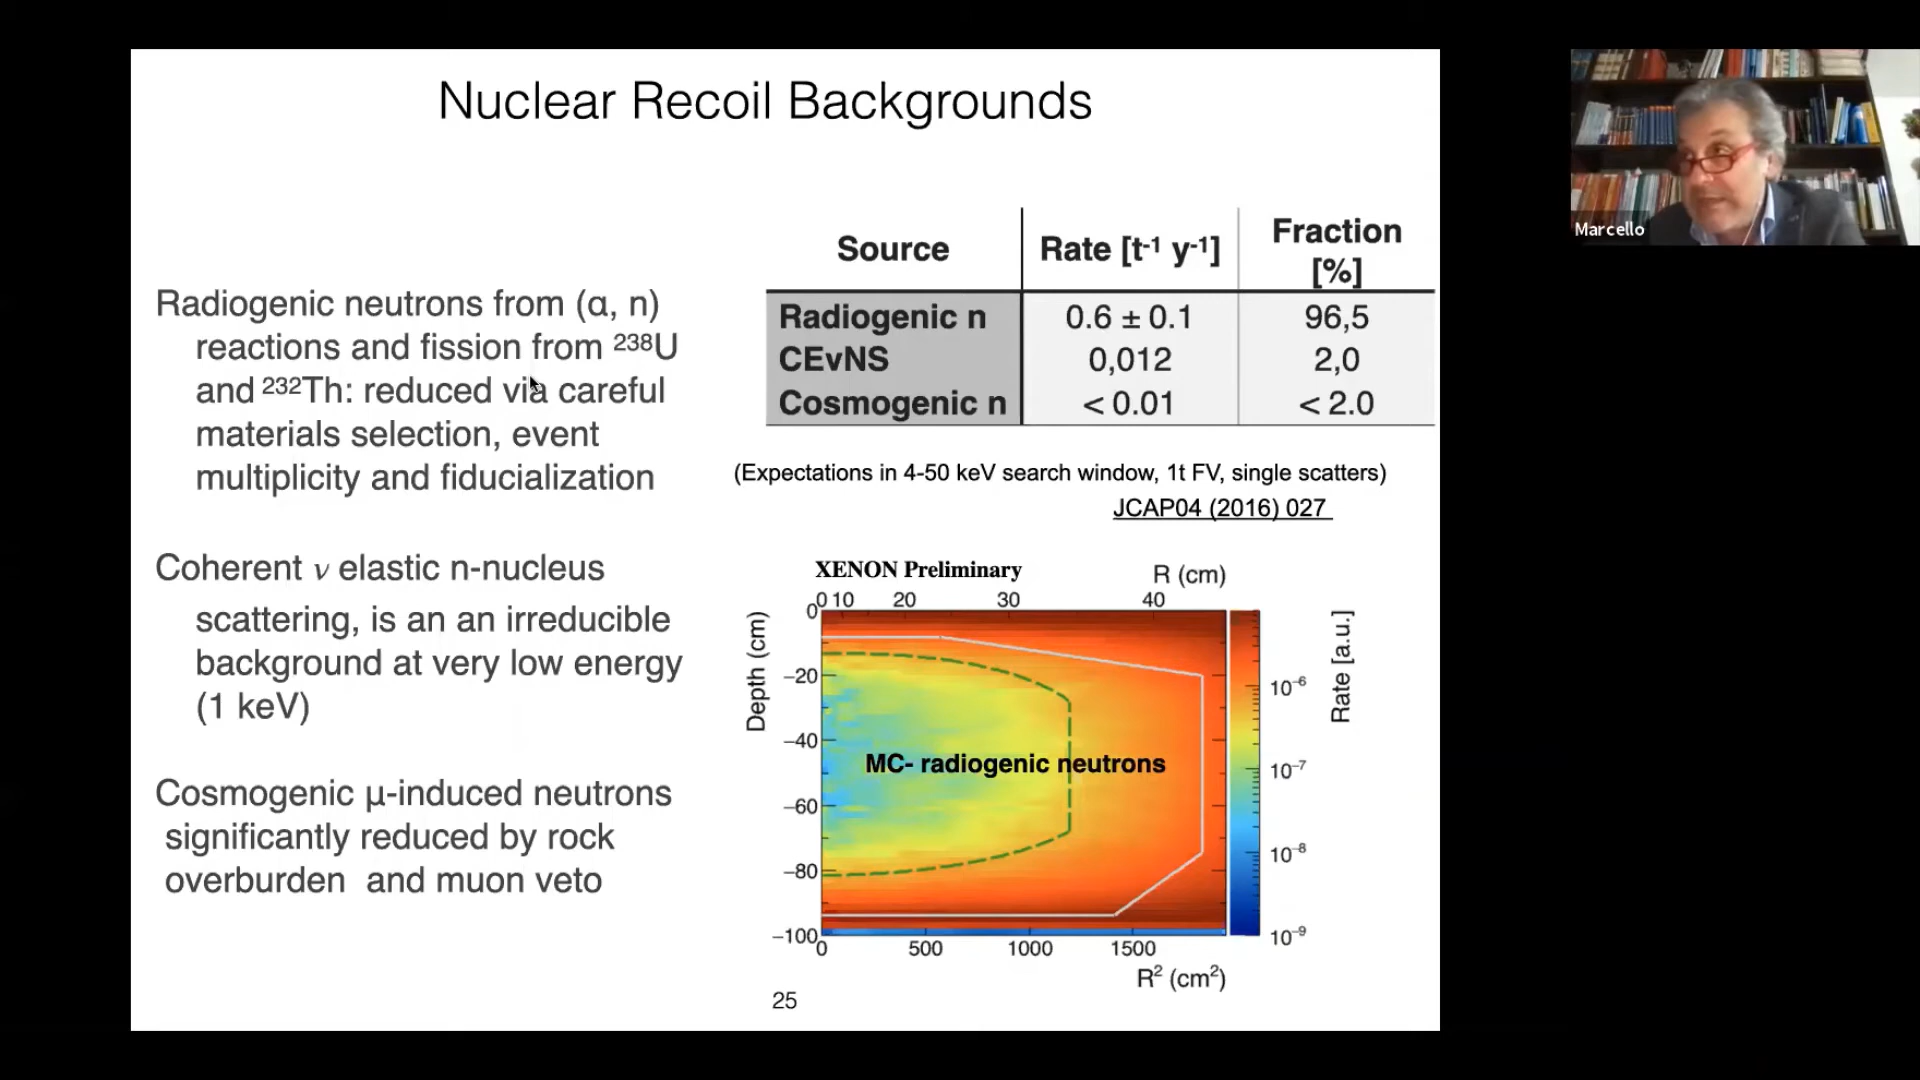 Nuclear Recoil Backgrounds
Marcello
Radiogenic neutrons from (α, n)
reactions and fission from ²³⁸U
and ²³²Th: reduced via careful
materials selection, event
multiplicity and fiducialization
Coherent ν elastic n-nucleus
scattering, is an an irreducible
background at very low energy
(1 keV)
Cosmogenic μ-induced neutrons
significantly reduced by rock
overburden and muon veto
Source Rate [t⁻¹ y⁻¹] Fraction [%]
Radiogenic n 0.6 ± 0.1 96,5
CEvNS 0,012 2,0
Cosmogenic n < 0.01 < 2.0
(Expectations in 4-50 keV search window, 1t FV, single scatters)
JCAP04 (2016) 027
XENON Preliminary
R (cm)
0 10 20 30 40
Depth (cm)
0
−20
−40
−60
−80
−100
MC- radiogenic neutrons
Rate [a.u.]
10⁻⁶
10⁻⁷
10⁻⁸
10⁻⁹
0 500 1000 1500
R² (cm²)
25